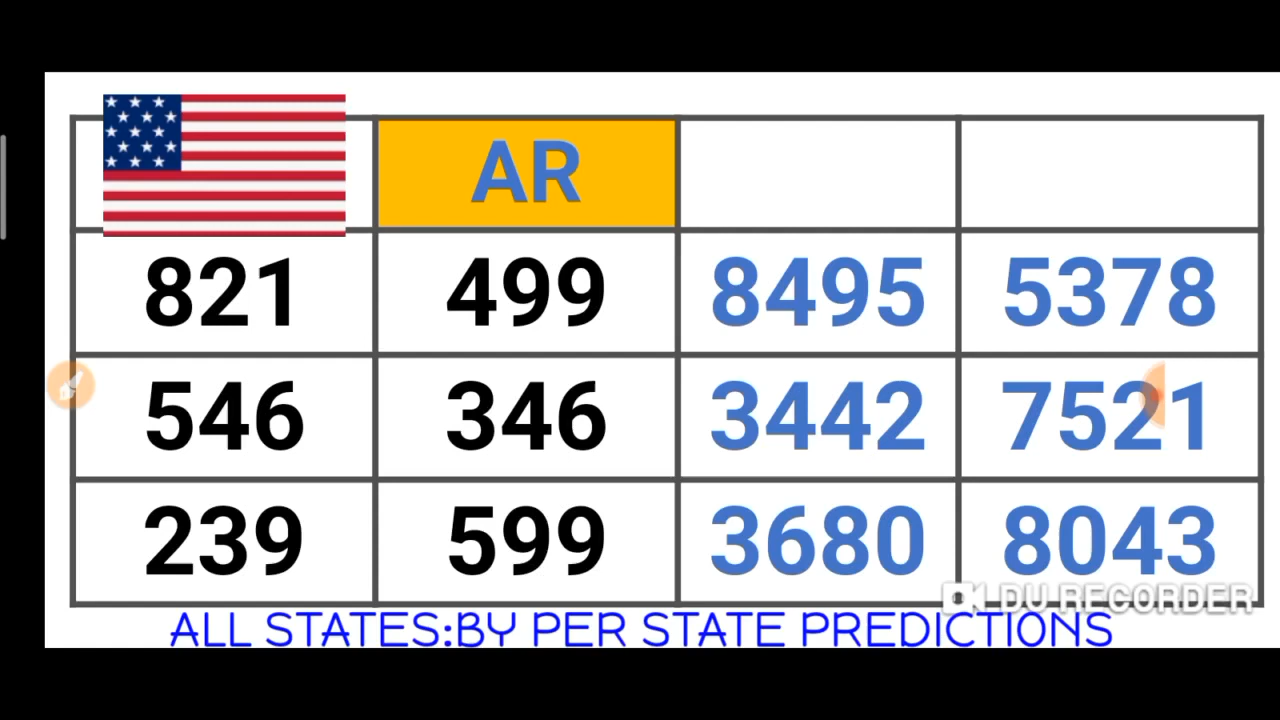 AR
821 499 8495 5378
546 346 3442 7521
239 599 3680 8043
DU RECORDER
ALL STATES:BY PER STATE PREDICTIONS